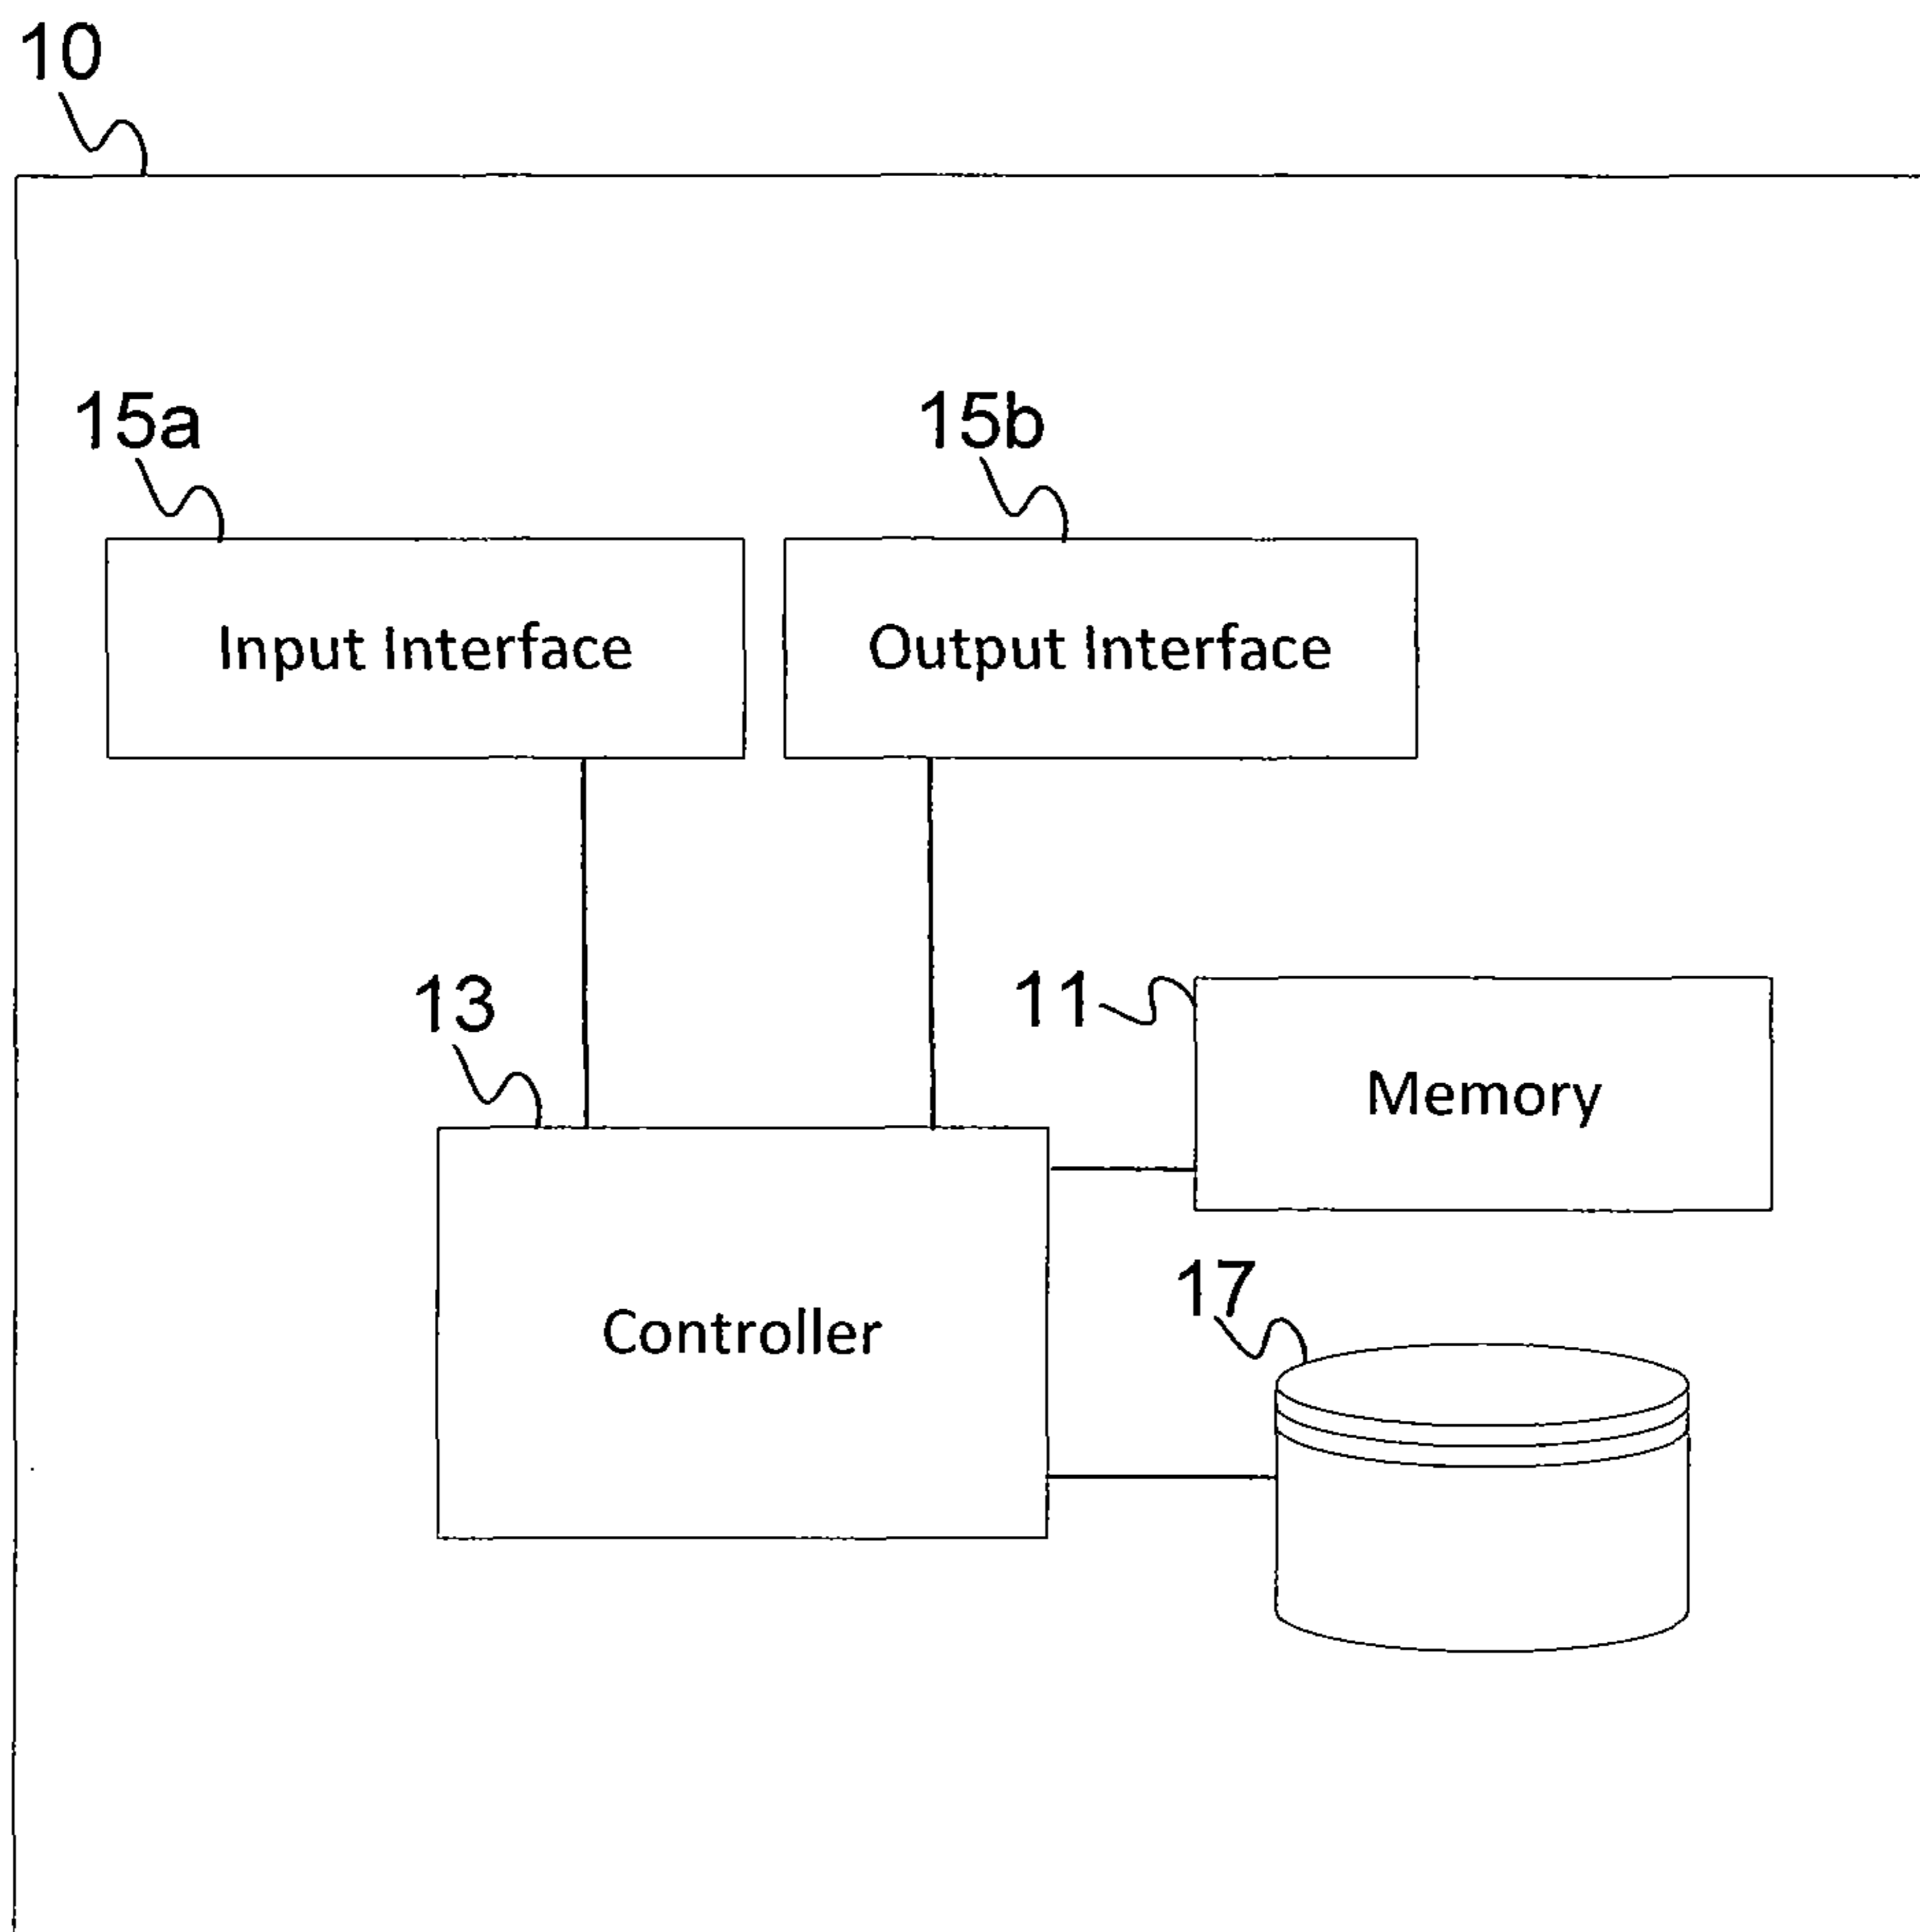 10
15a
15b
Input Interface
Output Interface
13
11
Memory
17
Controller